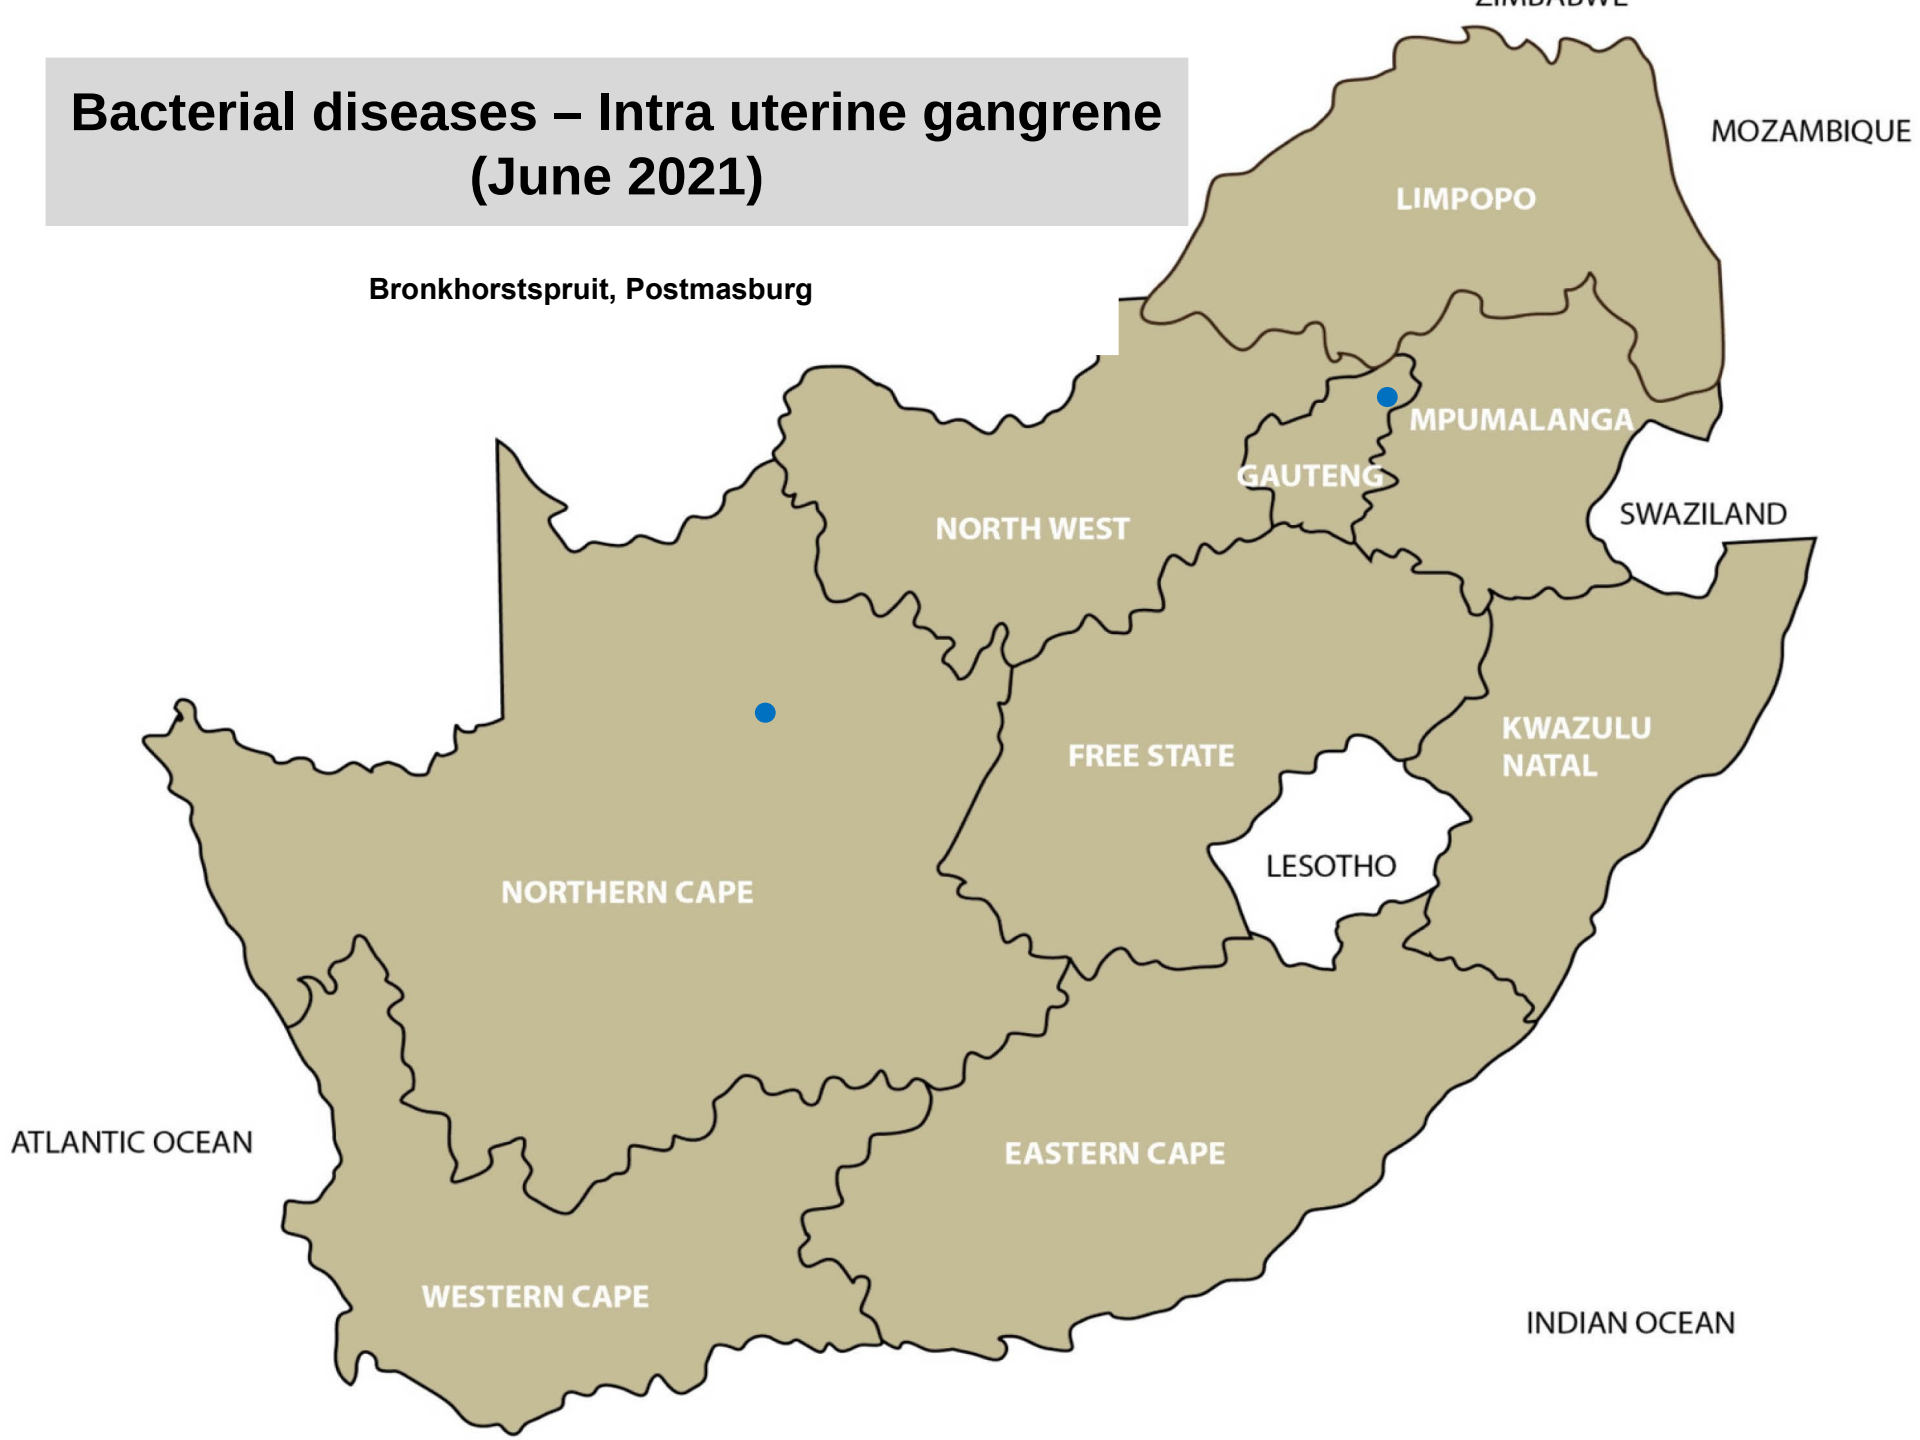 ZIMBABWE
Bacterial diseases – Intra uterine gangrene
(June 2021)
MOZAMBIQUE
LIMPOPO
Bronkhorstspruit, Postmasburg
MPUMALANGA
GAUTENG
SWAZILAND
NORTH WEST
KWAZULU
NATAL
FREE STATE
LESOTHO
NORTHERN CAPE
ATLANTIC OCEAN
EASTERN CAPE
WESTERN CAPE
INDIAN OCEAN